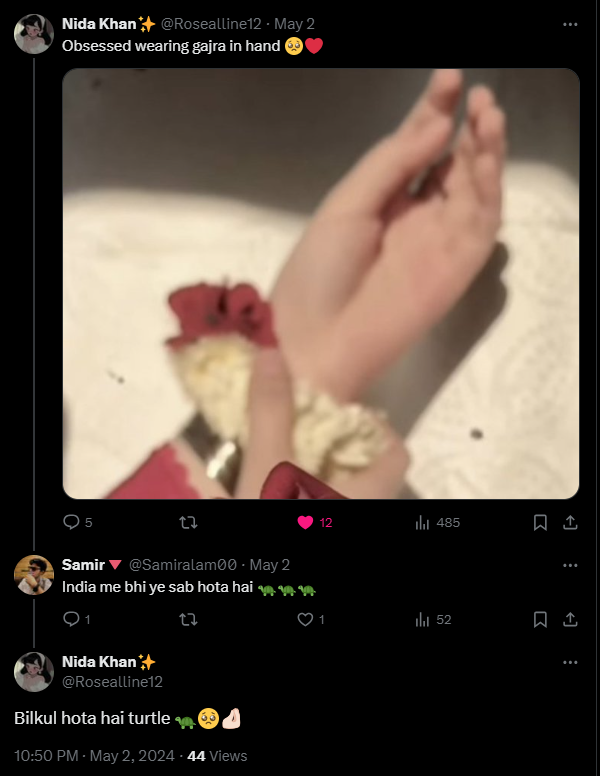 Nida Khan✨ @Rosealline12 · May 2
Obsessed wearing gajra in hand 🥺❤️
5 12 485
Samir🔻 @Samiralam00 · May 2
India me bhi ye sab hota hai 🐢🐢🐢
1 1 52
Nida Khan✨
@Rosealline12
Bilkul hota hai turtle 🐢🥺🤌🏻
10:50 PM · May 2, 2024 · 44 Views